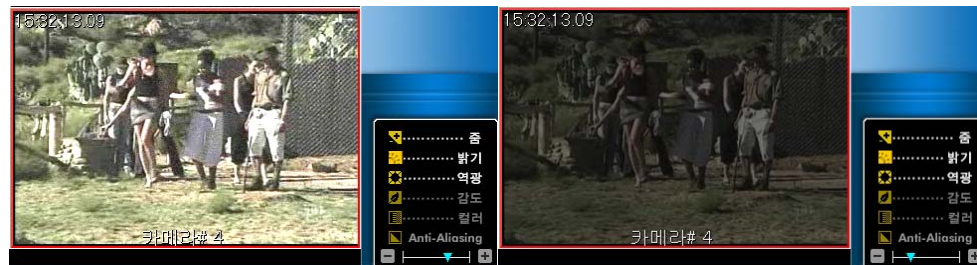 15:32:13.09
카메라# 4
줌
밝기
역광
감도
컬러
Anti-Aliasing
15:32:13.09
카메라# 4
줌
밝기
역광
감도
컬러
Anti-Aliasing